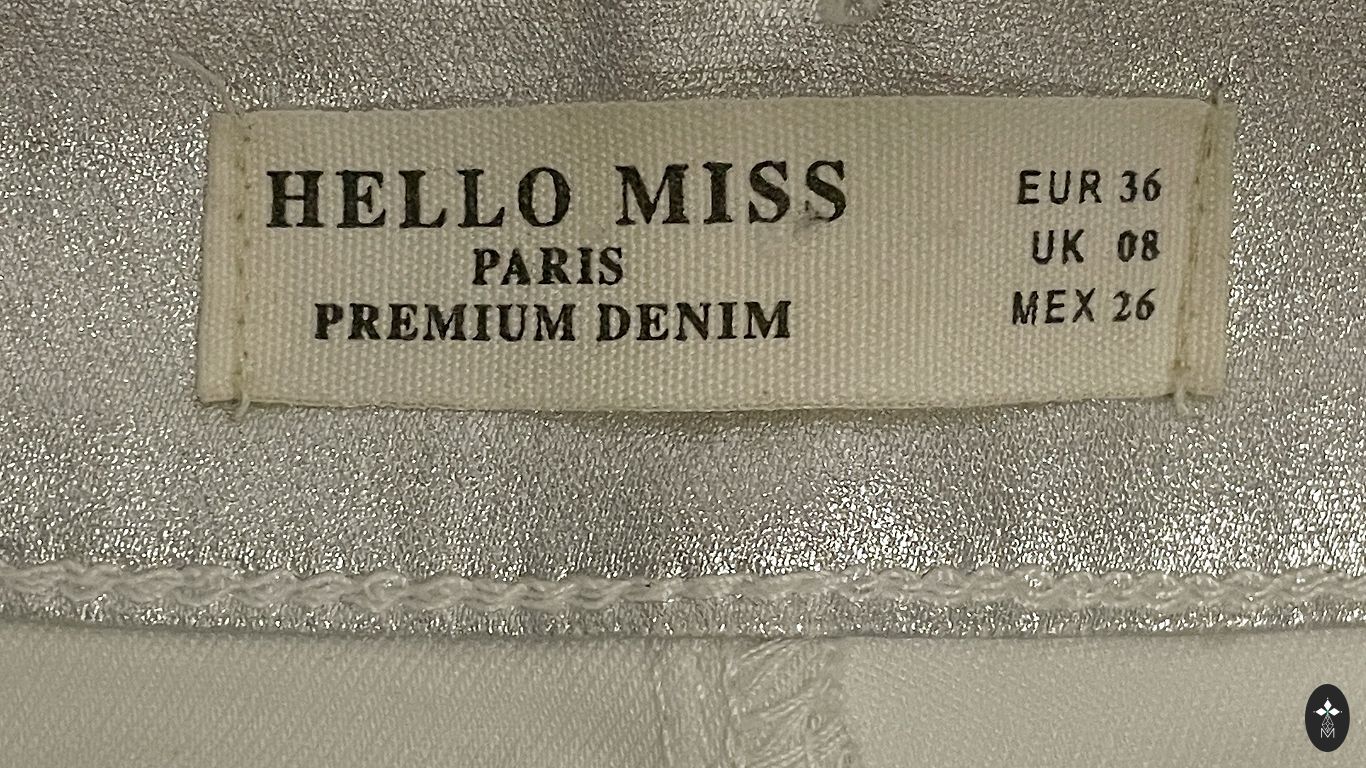 HELLO MISS
PARIS
PREMIUM DENIM
EUR 36
UK 08
MEX 26
M